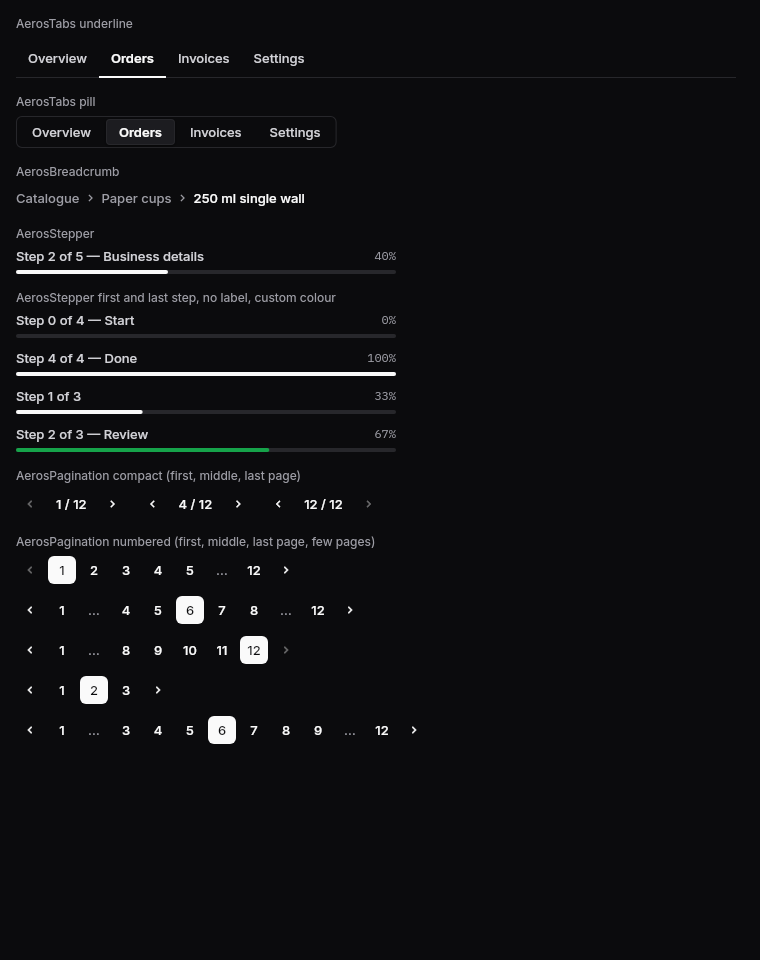 AerosTabs underline
Overview Orders Invoices Settings
AerosTabs pill
Overview Orders Invoices Settings
AerosBreadcrumb
Catalogue › Paper cups › 250 ml single wall
AerosStepper
Step 2 of 5 — Business details 40%
AerosStepper first and last step, no label, custom colour
Step 0 of 4 — Start 0%
Step 4 of 4 — Done 100%
Step 1 of 3 33%
Step 2 of 3 — Review 67%
AerosPagination compact (first, middle, last page)
‹ 1 / 12 › ‹ 4 / 12 › ‹ 12 / 12 ›
AerosPagination numbered (first, middle, last page, few pages)
‹ 1 2 3 4 5 ... 12 ›
‹ 1 ... 4 5 6 7 8 ... 12 ›
‹ 1 ... 8 9 10 11 12 ›
‹ 1 2 3 ›
‹ 1 ... 3 4 5 6 7 8 9 ... 12 ›